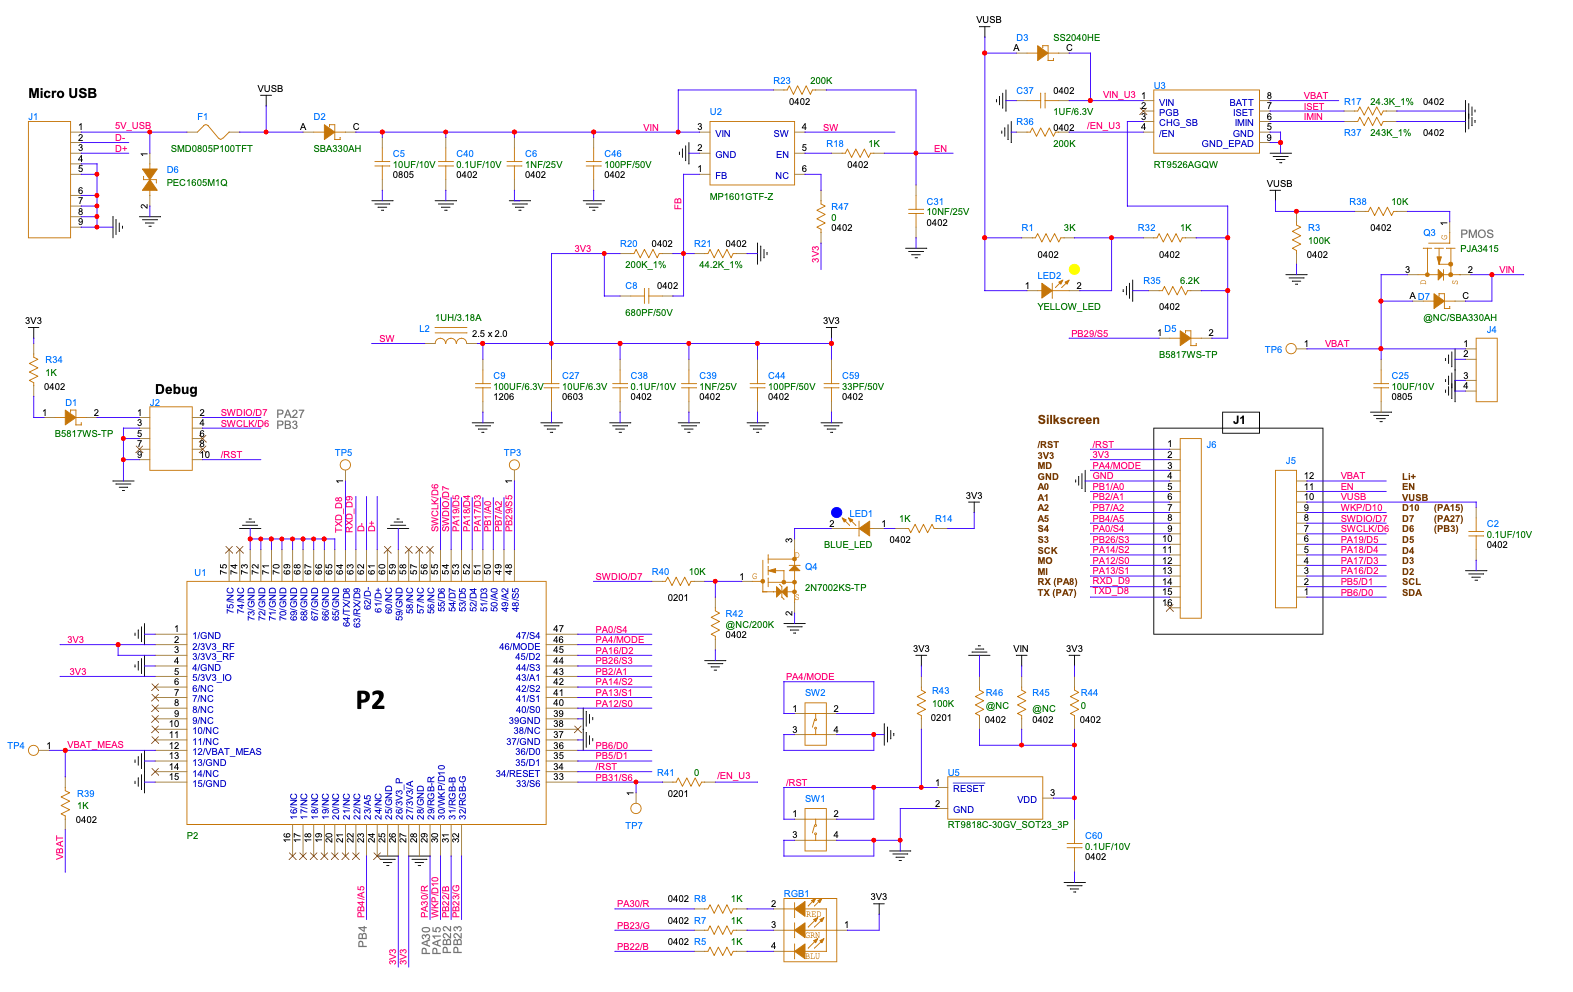 Micro USB
J1
1 5V_USB
2 D-
3 D+
4
5
6
7
8
9
1
D6
PEC1605M1Q
2
F1
SMD0805P100TFT
VUSB
A D2 C
SBA330AH
C5
10UF/10V
0805
C40
0.1UF/10V
0402
C6
1NF/25V
0402
C46
100PF/50V
0402
VIN
R23 200K
0402
U2
3 VIN SW 4 SW
2 GND EN 5
1 FB NC 6
MP1601GTF-Z
R18 1K
0402
EN
C31
10NF/25V
0402
R47
0
0402
3V3
FB
3V3
R20 0402
200K_1%
R21 0402
44.2K_1%
C8 0402
680PF/50V
SW
L2
1UH/3.18A
2.5 x 2.0
3V3
C9
100UF/6.3V
1206
C27
10UF/6.3V
0603
C38
0.1UF/10V
0402
C39
1NF/25V
0402
C44
100PF/50V
0402
C59
33PF/50V
0402
VUSB
D3 SS2040HE
A C
C37 0402
1UF/6.3V
VIN_U3
R36 0402
200K
/EN_U3
U3
1 VIN BATT 8 VBAT
2 PGB ISET 7 ISET
3 CHG_SB IMIN 6 IMIN
4 /EN GND 5
GND_EPAD 9
RT9526AGQW
R17 24.3K_1% 0402
R37 243K_1% 0402
R1 3K
0402
R32 1K
0402
LED2
1 2
YELLOW_LED
R35 6.2K
0402
PB29/S5
1 D5 2
B5817WS-TP
VUSB
R38 10K
0402
R3
100K
0402
Q3 PMOS
PJA3415
1
G
3 2
D S
VIN
A D7 C
@NC/SBA330AH
TP6 1
VBAT
J4
1
2
3
4
C25
10UF/10V
0805
3V3
R34
1K
0402
1 D1 2
B5817WS-TP
Debug
J2
1 2 SWDIO/D7 PA27
3 4 SWCLK/D6 PB3
5 6
7 8
9 10 /RST
Silkscreen
J1
J6
/RST /RST 1
3V3 3V3 2
MD PA4/MODE 3
GND GND 4
A0 PB1/A0 5
A1 PB2/A1 6
A2 PB7/A2 7
A5 PB4/A5 8
S4 PA0/S4 9
S3 PB26/S3 10
SCK PA14/S2 11
MO PA12/S0 12
MI PA13/S1 13
RX (PA8) RXD_D9 14
TX (PA7) TXD_D8 15
16
J5
12 VBAT Li+
11 EN EN
10 VUSB VUSB
9 WKP/D10 D10 (PA15)
8 SWDIO/D7 D7 (PA27)
7 SWCLK/D6 D6 (PB3)
6 PA19/D5 D5
5 PA18/D4 D4
4 PA17/D3 D3
3 PA16/D2 D2
2 PB5/D1 SCL
1 PB6/D0 SDA
C2
0.1UF/10V
0402
TP5
1
TP3
1
TXD_D8
RXD_D9
D-
D+
SWCLK/D6
SWDIO/D7
PA19/D5
PA18/D4
PA17/D3
PB1/A0
PB7/A2
PB29/S5
75 74 73 72 71 70 69 68 67 66 65 64 63 62 61 60 59 58 57 56 55 54 53 52 51 50 49 48
U1
75/NC
74/NC
73/GND
72/GND
71/GND
70/GND
69/GND
68/GND
67/GND
66/GND
65/GND
64/TX/D8
63/RX/D9
62/D-
61/D+
60/NC
59/GND
58/NC
57/NC
56/NC
55/D6
54/D7
53/D5
52/D4
51/D3
50/A0
49/A2
48/S5
1 1/GND
3V3 2 2/3V3_RF
3 3/3V3_RF
4 4/GND
3V3 5 5/3V3_IO
6 6/NC
7 7/NC
8 8/NC
9 9/NC
10 10/NC
11 11/NC
TP4 1 VBAT_MEAS 12 12/VBAT_MEAS
13 13/GND
14 14/NC
15 15/GND
P2
47/S4 47 PA0/S4
46/MODE 46 PA4/MODE
45/D2 45 PA16/D2
44/S3 44 PB26/S3
43/A1 43 PB2/A1
42/S2 42 PA14/S2
41/S1 41 PA13/S1
40/S0 40 PA12/S0
39GND 39
38/NC 38
37/GND 37
36/D0 36 PB6/D0
35/D1 35 PB5/D1
34/RESET 34 /RST
33/S6 33 PB31/S6
16/NC
17/NC
18/NC
19/NC
20/NC
21/NC
22/NC
23/A5
24/NC
25/GND
26/3V3_P
27/3V3/A
28/GND
29/RGB-R
30/WKP/D10
31/RGB-B
32/RGB-G
P2
16 17 18 19 20 21 22 23 24 25 26 27 28 29 30 31 32
PB4/A5
PB4
3V3
3V3
PA30/R
WKP/D10
PB22/B
PB23/G
PA30
PA15
PB22
PB23
R39
1K
0402
VBAT
R41 0
0201
/EN_U3
1
TP7
SWDIO/D7
R40 10K
0201
R42
@NC/200K
0402
1
G
3
Q4
2N7002KS-TP
2
2 LED1 1
BLUE_LED
1K R14
0402
3V3
PA4/MODE
SW2
1 2
3 4
/RST
SW1
1 2
3 4
3V3
R43
100K
0201
R46
@NC
0402
VIN
R45
@NC
0402
3V3
R44
0
0402
U5
1 RESET
2 GND
VDD 3
RT9818C-30GV_SOT23_3P
C60
0.1UF/10V
0402
PA30/R 0402 R8 1K 2
PB23/G 0402 R7 1K 3
PB22/B 0402 R5 1K 4
RGB1
RED
GRN
BLU
1
3V3